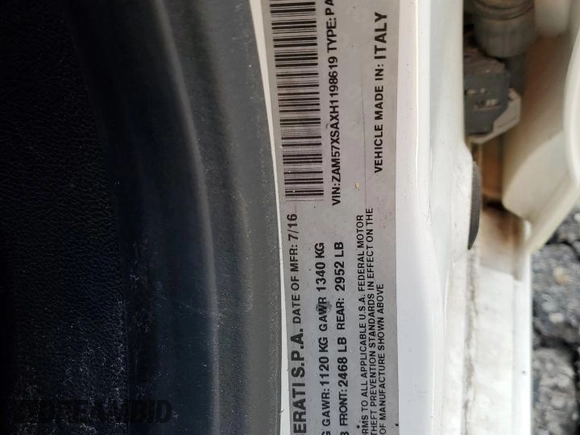 ERATI S.P.A. DATE OF MFR: 7/16
G GAWR: 1120 KG GAWR 1340 KG
B FRONT: 2468 LB REAR: 2952 LB
RMS TO ALL APPLICABLE U.S.A. FEDERAL MOTOR
THEFT PREVENTION STANDARDS IN EFFECT ON THE
OF MANUFACTURE SHOWN ABOVE
VIN:ZAM57XSAXH1198619 TYPE: PA
VEHICLE MADE IN: ITALY